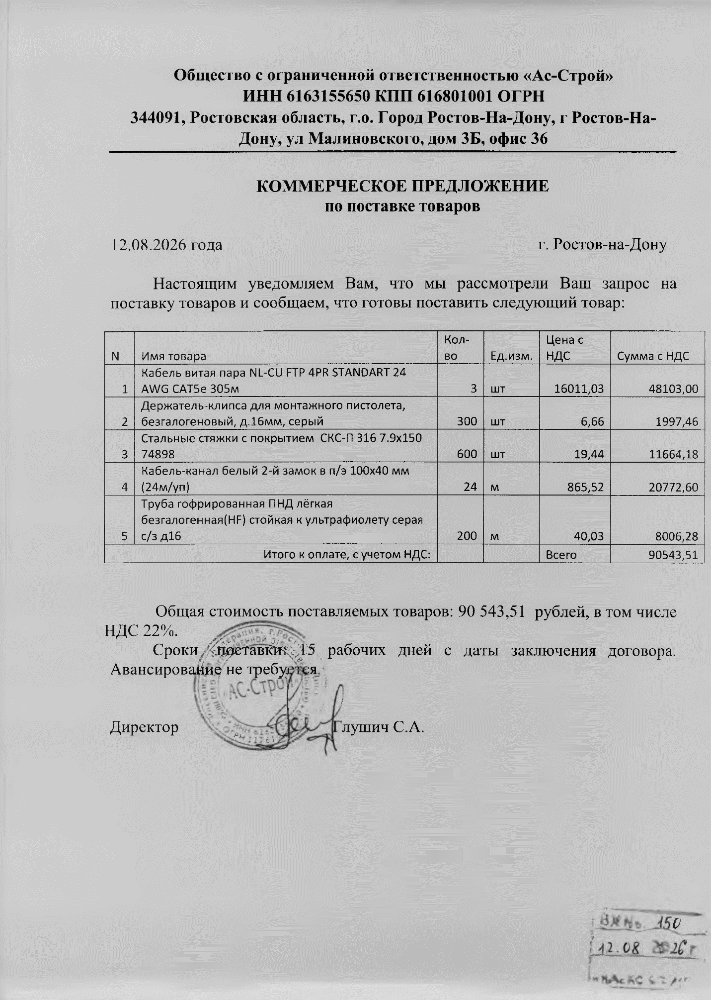 Общество с ограниченной ответственностью «Ас-Строй»
ИНН 6163155650 КПП 616801001 ОГРН
344091, Ростовская область, г.о. Город Ростов-На-Дону, г Ростов-На-
Дону, ул Малиновского, дом 3Б, офис 36
КОММЕРЧЕСКОЕ ПРЕДЛОЖЕНИЕ
по поставке товаров
12.08.2026 года г. Ростов-на-Дону
Настоящим уведомляем Вам, что мы рассмотрели Ваш запрос на
поставку товаров и сообщаем, что готовы поставить следующий товар:
N Имя товара Кол-во Ед.изм. Цена с НДС Сумма с НДС
Кабель витая пара NL-CU FTP 4PR STANDART 24
1 AWG CAT5e 305м 3 шт 16011,03 48103,00
Держатель-клипса для монтажного пистолета,
2 безгалогеновый, д.16мм, серый 300 шт 6,66 1997,46
Стальные стяжки с покрытием СКС-П 316 7.9x150
3 74898 600 шт 19,44 11664,18
Кабель-канал белый 2-й замок в п/э 100х40 мм
4 (24м/уп) 24 м 865,52 20772,60
Труба гофрированная ПНД лёгкая
безгалогенная(HF) стойкая к ультрафиолету серая
5 с/з д16 200 м 40,03 8006,28
Итого к оплате, с учетом НДС: Всего 90543,51
Общая стоимость поставляемых товаров: 90 543,51 рублей, в том числе
НДС 22%.
Сроки поставки: 15 рабочих дней с даты заключения договора.
Авансирование не требуется.
«АС-Строй»
Директор Глушич С.А.
Вх № 150
12.08 2026 г